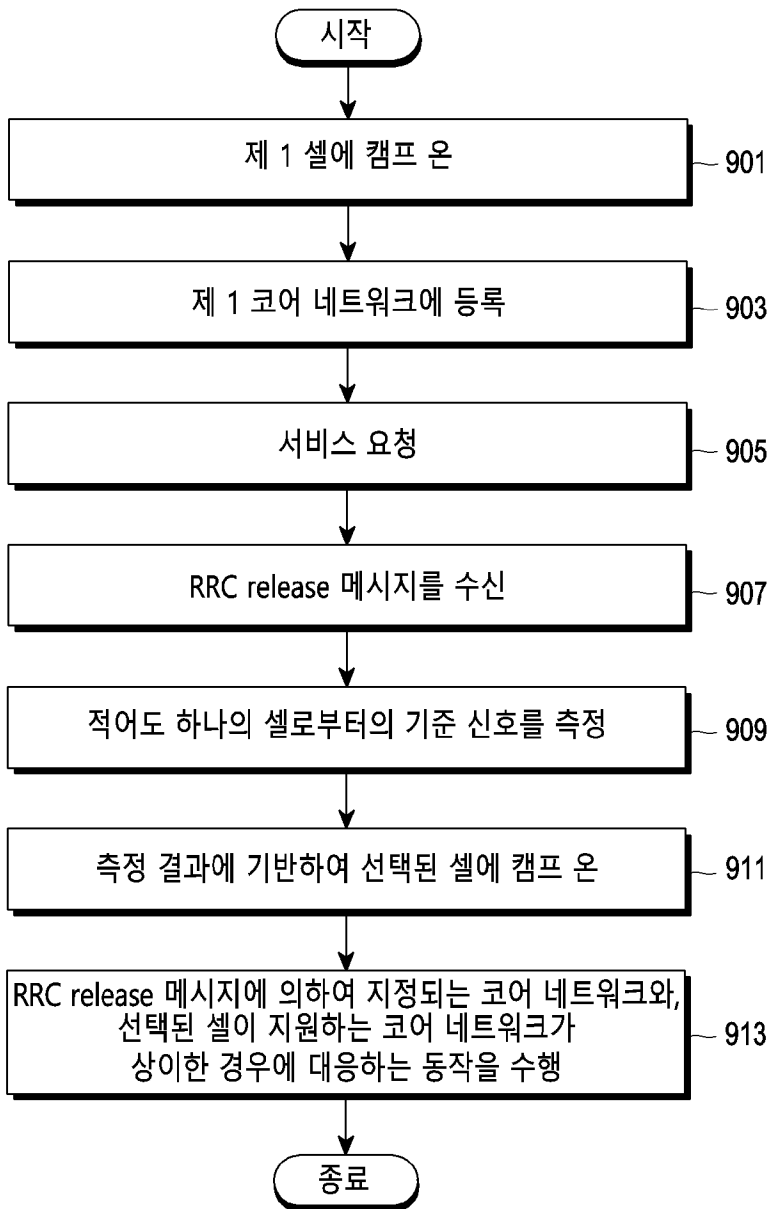 시작
제 1 셀에 캠프 온
901
제 1 코어 네트워크에 등록
903
서비스 요청
905
RRC release 메시지를 수신
907
적어도 하나의 셀로부터의 기준 신호를 측정
909
측정 결과에 기반하여 선택된 셀에 캠프 온
911
RRC release 메시지에 의하여 지정되는 코어 네트워크와,
선택된 셀이 지원하는 코어 네트워크가
상이한 경우에 대응하는 동작을 수행
913
종료